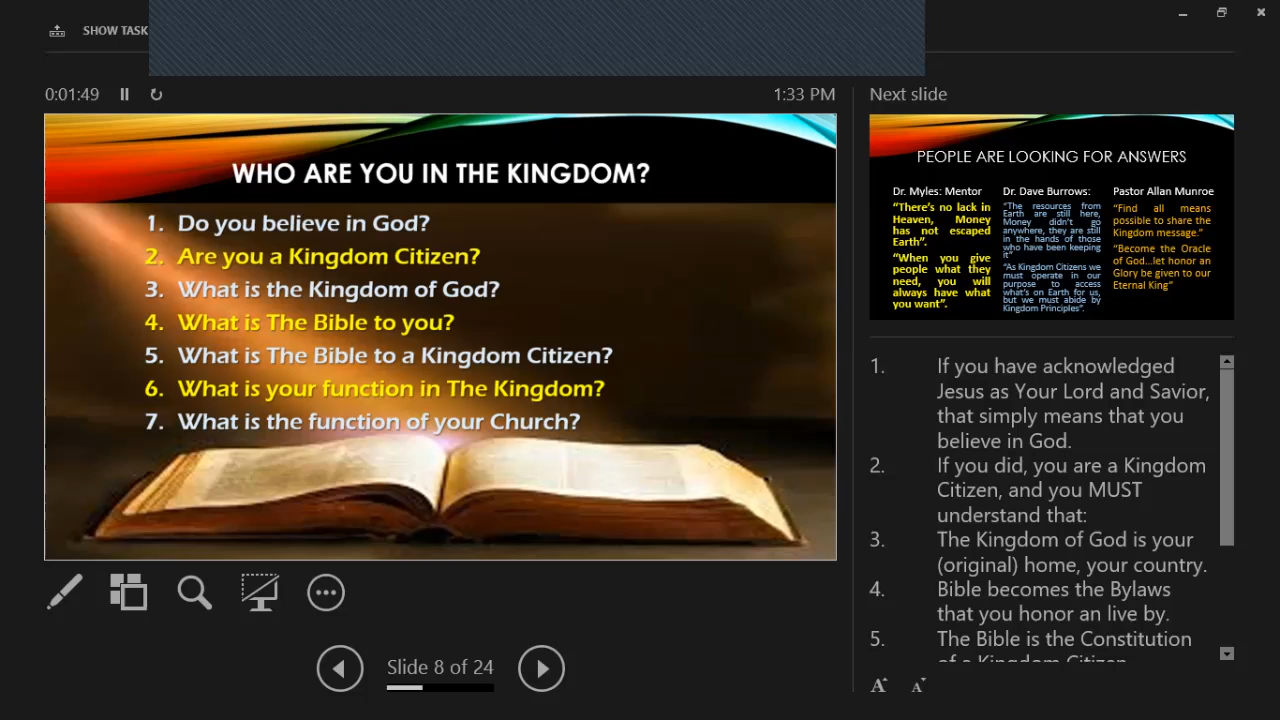 SHOW TASK
0:01:49
1:33 PM
WHO ARE YOU IN THE KINGDOM?
1. Do you believe in God?
2. Are you a Kingdom Citizen?
3. What is the Kingdom of God?
4. What is The Bible to you?
5. What is The Bible to a Kingdom Citizen?
6. What is your function in The Kingdom?
7. What is the function of your Church?
Slide 8 of 24
Next slide
PEOPLE ARE LOOKING FOR ANSWERS
Dr. Myles: Mentor
“There’s no lack in
Heaven, Money
has not escaped
Earth”.
“When you give
people what they
need, you will
always have what
you want”.
Dr. Dave Burrows:
“The resources from
Earth are still here,
Money didn’t go
anywhere, they are still
in the hands of those
who have been keeping
it”
“As Kingdom Citizens we
must operate in our
purpose to access
what’s on Earth for us,
but we must abide by
Kingdom Principles”.
Pastor Allan Munroe
“Find all means
possible to share the
Kingdom message.”
“Become the Oracle
of God...let honor an
Glory be given to our
Eternal King”
1. If you have acknowledged
Jesus as Your Lord and Savior,
that simply means that you
believe in God.
2. If you did, you are a Kingdom
Citizen, and you MUST
understand that:
3. The Kingdom of God is your
(original) home, your country.
4. Bible becomes the Bylaws
that you honor an live by.
5. The Bible is the Constitution
of a Kingdom Citizen
A A